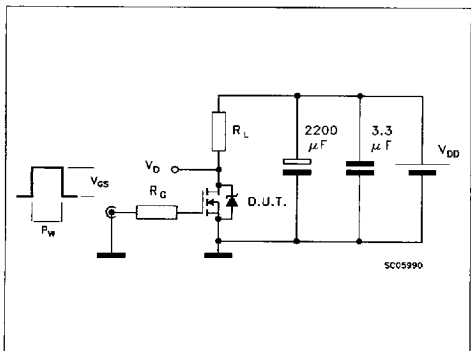 R_L
2200 μF
3.3 μF
V_DD
V_D
V_GS
R_G
D.U.T.
P_W
SC05990